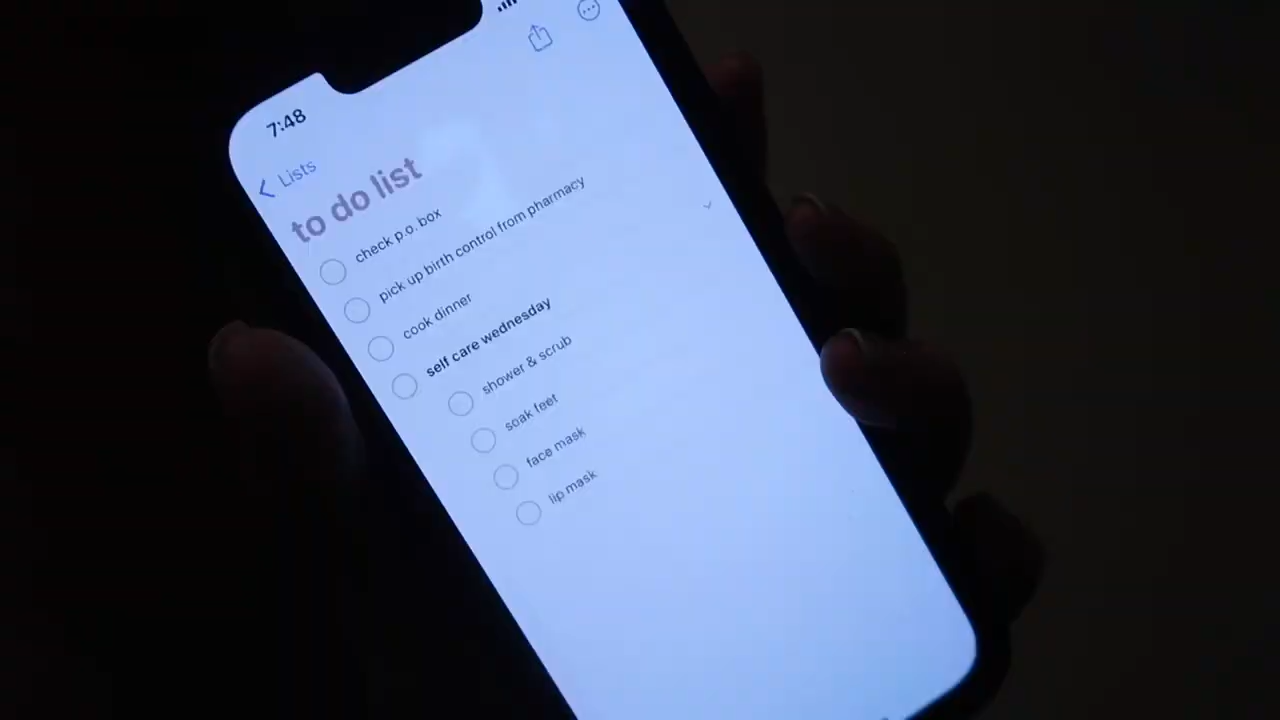 7:48
Lists
to do list
check p.o. box
pick up birth control from pharmacy
cook dinner
self care wednesday
shower & scrub
soak feet
face mask
lip mask